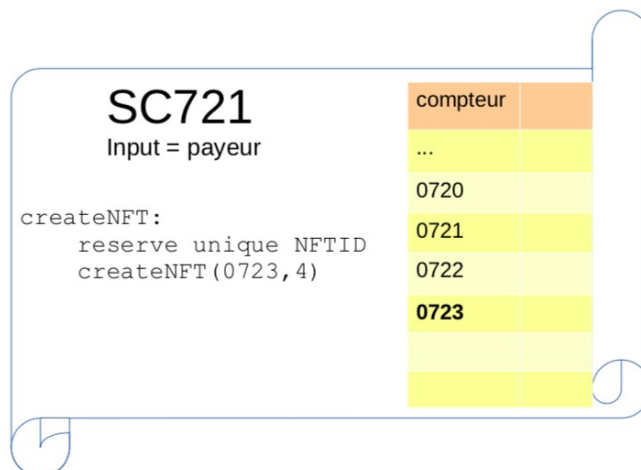 SC721
Input = payeur
createNFT:
reserve unique NFTID
createNFT(0723,4)
compteur
...
0720
0721
0722
0723